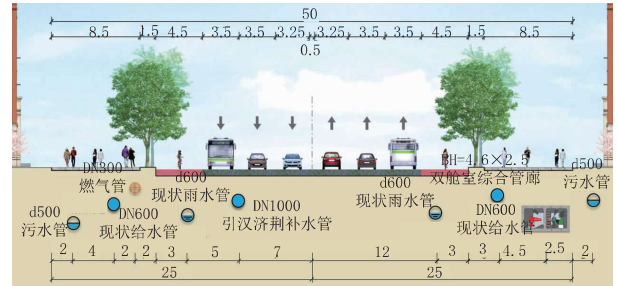 50
8.5 1.5 4.5 3.5 3.5 3.25 3.25 3.5 3.5 4.5 1.5 8.5
0.5
DN300
燃气管
d600
现状雨水管
d600
现状雨水管
BH=4.6×2.5
双舱室综合管廊
d500
污水管
d500
污水管
DN600
现状给水管
DN1000
引汉济荆补水管
DN600
现状给水管
2 4 2 2 3 5 7 12 3 3 4.5 2.5 2
25 25